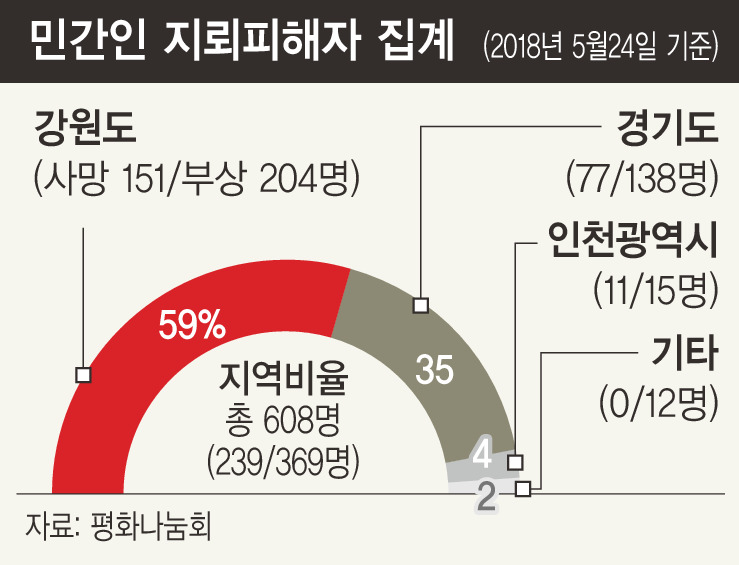 민간인 지뢰피해자 집계 (2018년 5월24일 기준)
강원도
(사망 151/부상 204명)
경기도
(77/138명)
인천광역시
(11/15명)
기타
(0/12명)
59%
35
4
2
지역비율
총 608명
(239/369명)
자료: 평화나눔회